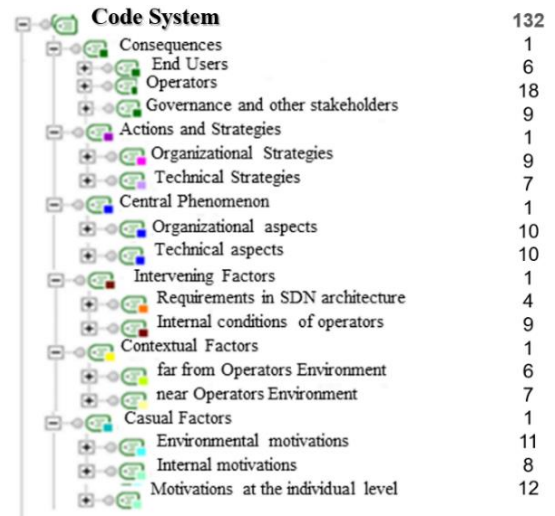 Code System 132
Consequences 1
End Users 6
Operators 18
Governance and other stakeholders 9
Actions and Strategies 1
Organizational Strategies 9
Technical Strategies 7
Central Phenomenon 1
Organizational aspects 10
Technical aspects 10
Intervening Factors 1
Requirements in SDN architecture 4
Internal conditions of operators 9
Contextual Factors 1
far from Operators Environment 6
near Operators Environment 7
Casual Factors 1
Environmental motivations 11
Internal motivations 8
Motivations at the individual level 12